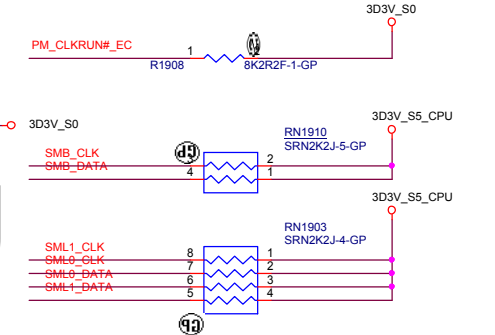 3D3V_S0
PM_CLKRUN#_EC
1
R1908
8K2R2F-1-GP
3D3V_S0
3D3V_S5_CPU
RN1910
SRN2K2J-5-GP
SMB_CLK
2
SMB_DATA
4
1
3D3V_S5_CPU
RN1903
SRN2K2J-4-GP
SML1_CLK
8
1
SML0_CLK
7
2
SML0_DATA
6
3
SML1_DATA
5
4